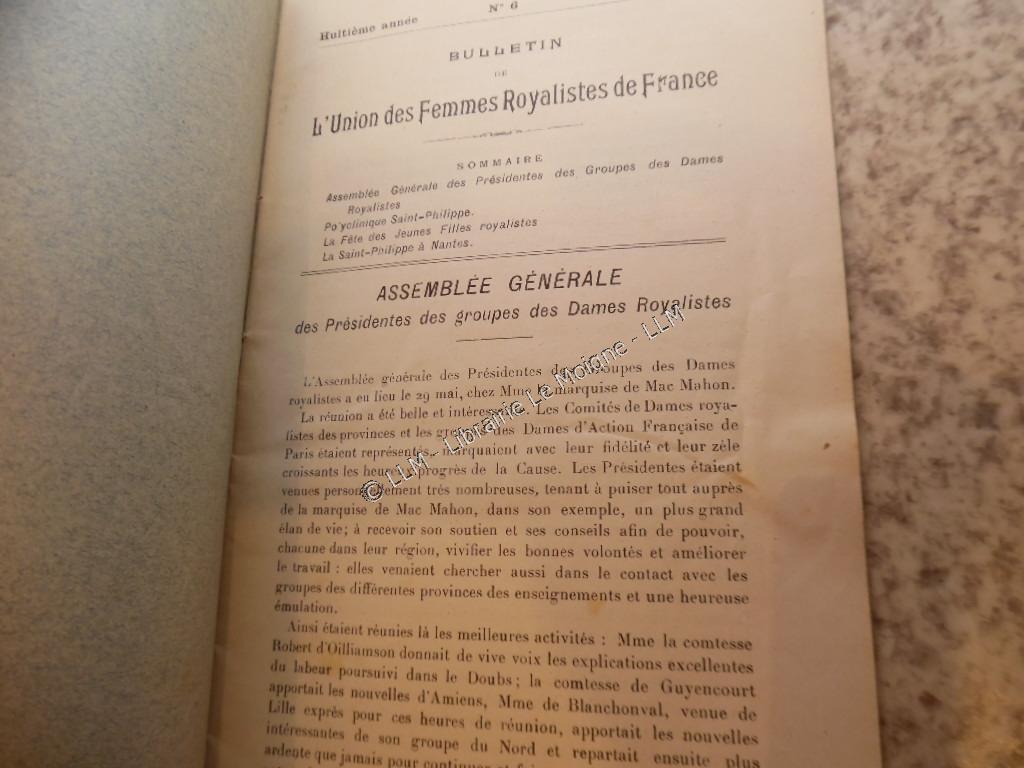 Huitième année
N° 6
BULLETIN
DE
L'Union des Femmes Royalistes de France
SOMMAIRE
Assemblée Générale des Présidentes des Groupes des Dames
Royalistes
Po'yclinique Saint-Philippe.
La Fête des Jeunes Filles royalistes
La Saint-Philippe à Nantes.
ASSEMBLÉE GÉNÉRALE
des Présidentes des groupes des Dames Royalistes
L'Assemblée générale des Présidentes des Groupes des Dames
royalistes a eu lieu le 29 mai, chez Mme la marquise de Mac Mahon.
La réunion a été belle et intéressante. Les Comités de Dames roya-
listes des provinces et les groupes des Dames d'Action Française de
Paris étaient représentés, marquaient avec leur fidélité et leur zèle
croissants les heureux progrès de la Cause. Les Présidentes étaient
venues personnellement très nombreuses, tenant à puiser tout auprès
de la marquise de Mac Mahon, dans son exemple, un plus grand
élan de vie; à recevoir son soutien et ses conseils afin de pouvoir,
chacune dans leur région, vivifier les bonnes volontés et améliorer
le travail : elles venaient chercher aussi dans le contact avec les
groupes des différentes provinces des enseignements et une heureuse
émulation.
Ainsi étaient réunies là les meilleures activités : Mme la comtesse
Robert d'Oilliamson donnait de vive voix les explications excellentes
du labeur poursuivi dans le Doubs; la comtesse de Guyencourt
apportait les nouvelles d'Amiens, Mme de Blanchonval, venue de
Lille exprès pour ces heures de réunion, apportait les nouvelles
intéressantes de son groupe du Nord et repartait ensuite plus
ardente que jamais pour continuer et
© LLM - Librairie Le Moigne - LLM